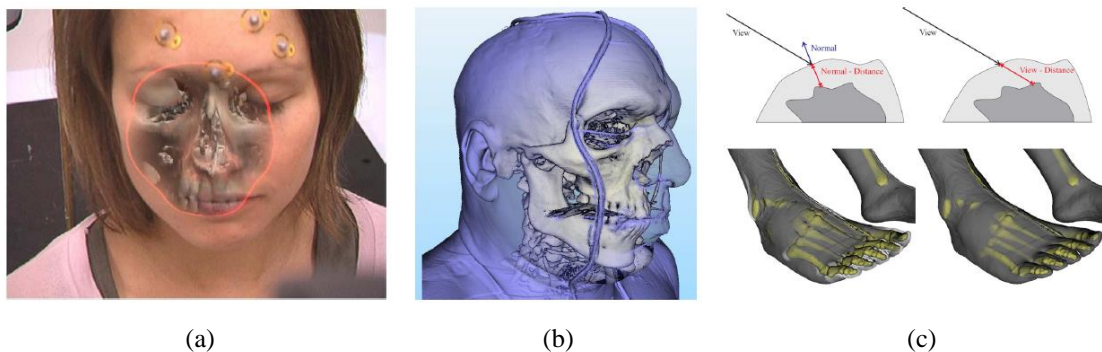 View
Normal
Normal - Distance
View
View - Distance
(a)
(b)
(c)